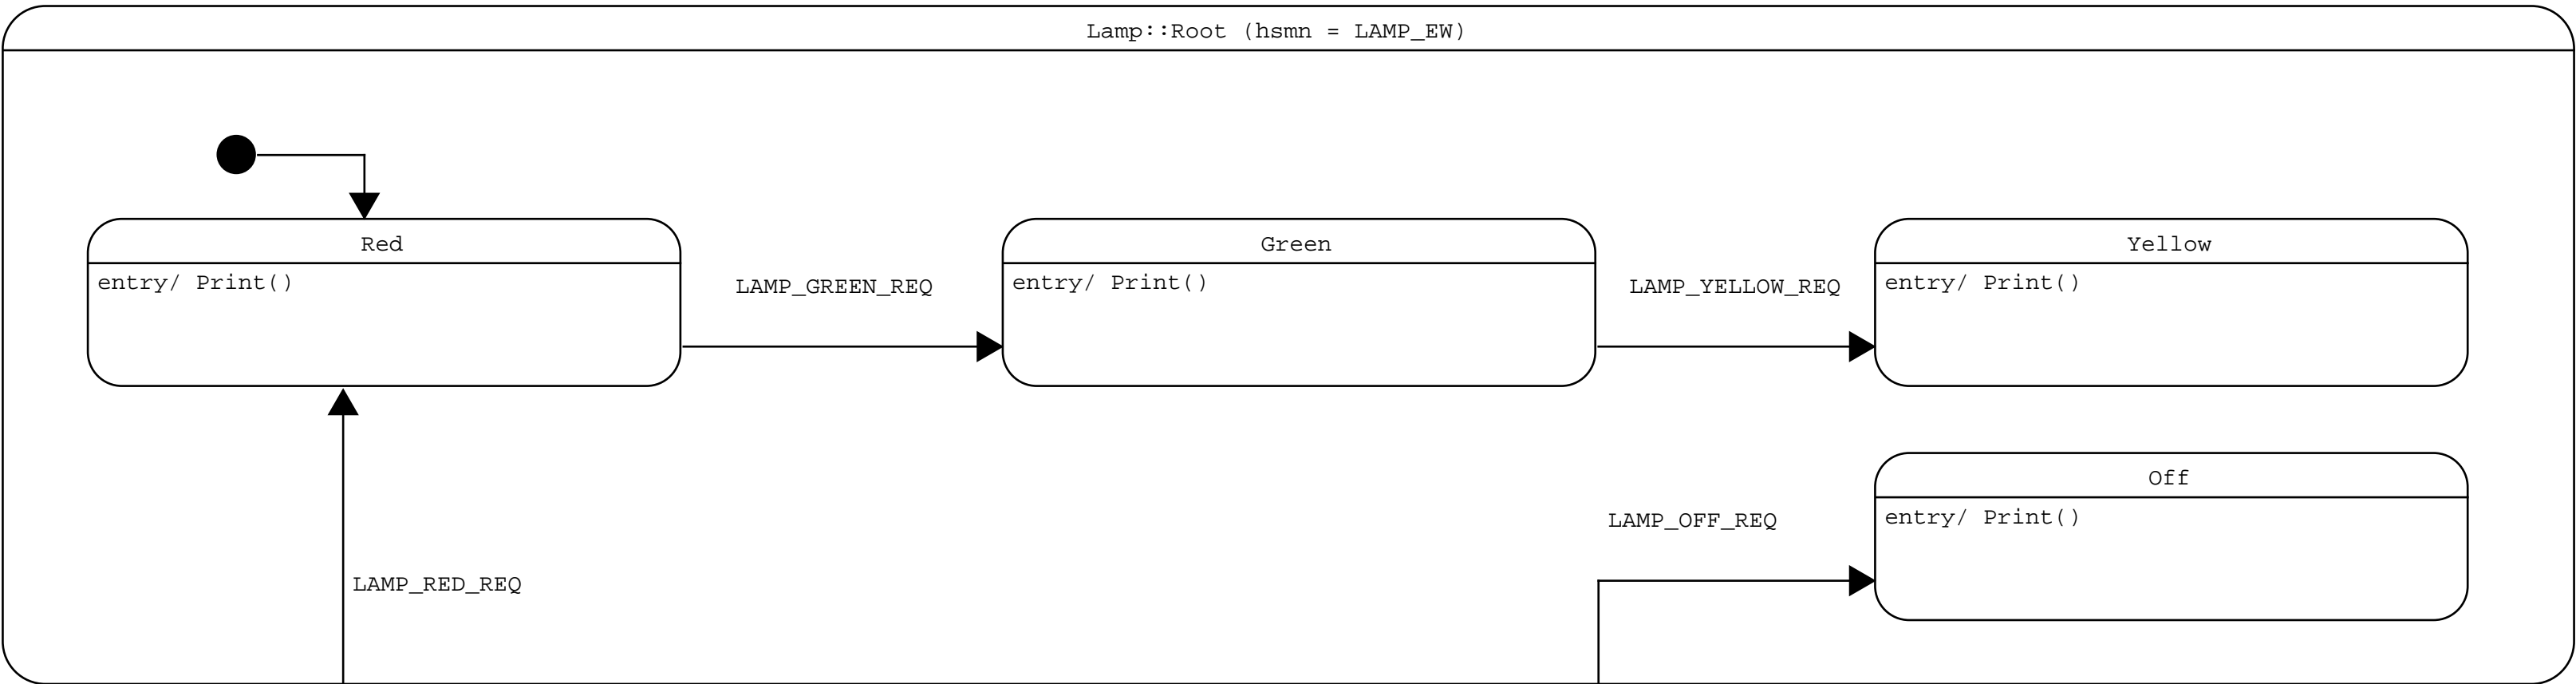 Lamp::Root (hsmn = LAMP_EW)
Red
entry/ Print()
LAMP_GREEN_REQ
Green
entry/ Print()
LAMP_YELLOW_REQ
Yellow
entry/ Print()
Off
entry/ Print()
LAMP_OFF_REQ
LAMP_RED_REQ